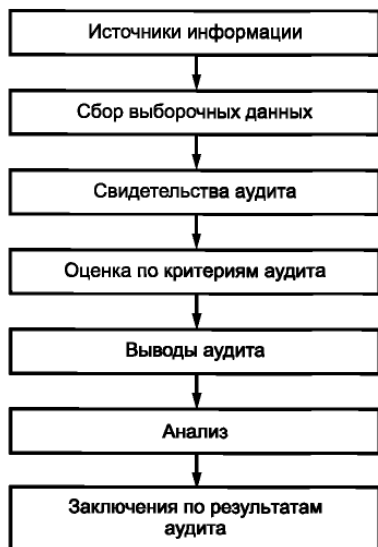 Источники информации
Сбор выборочных данных
Свидетельства аудита
Оценка по критериям аудита
Выводы аудита
Анализ
Заключения по результатам
аудита